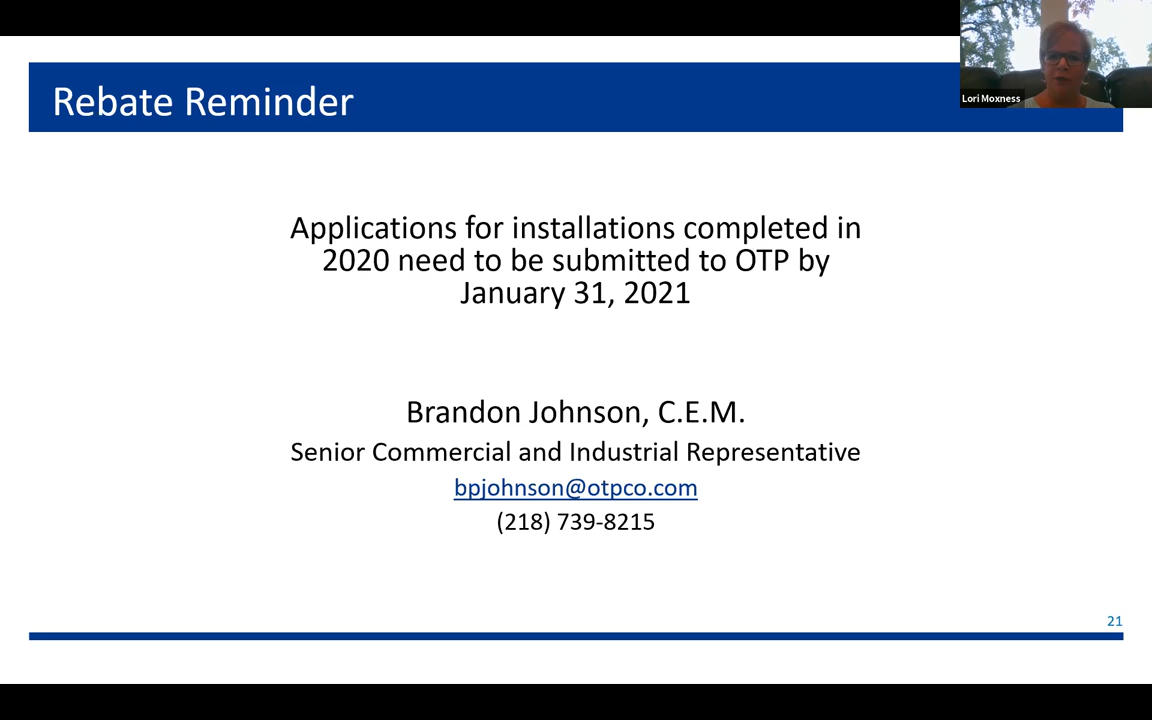 Rebate Reminder
Lori Moxness
Applications for installations completed in
2020 need to be submitted to OTP by
January 31, 2021
Brandon Johnson, C.E.M.
Senior Commercial and Industrial Representative
bpjohnson@otpco.com
(218) 739-8215
21